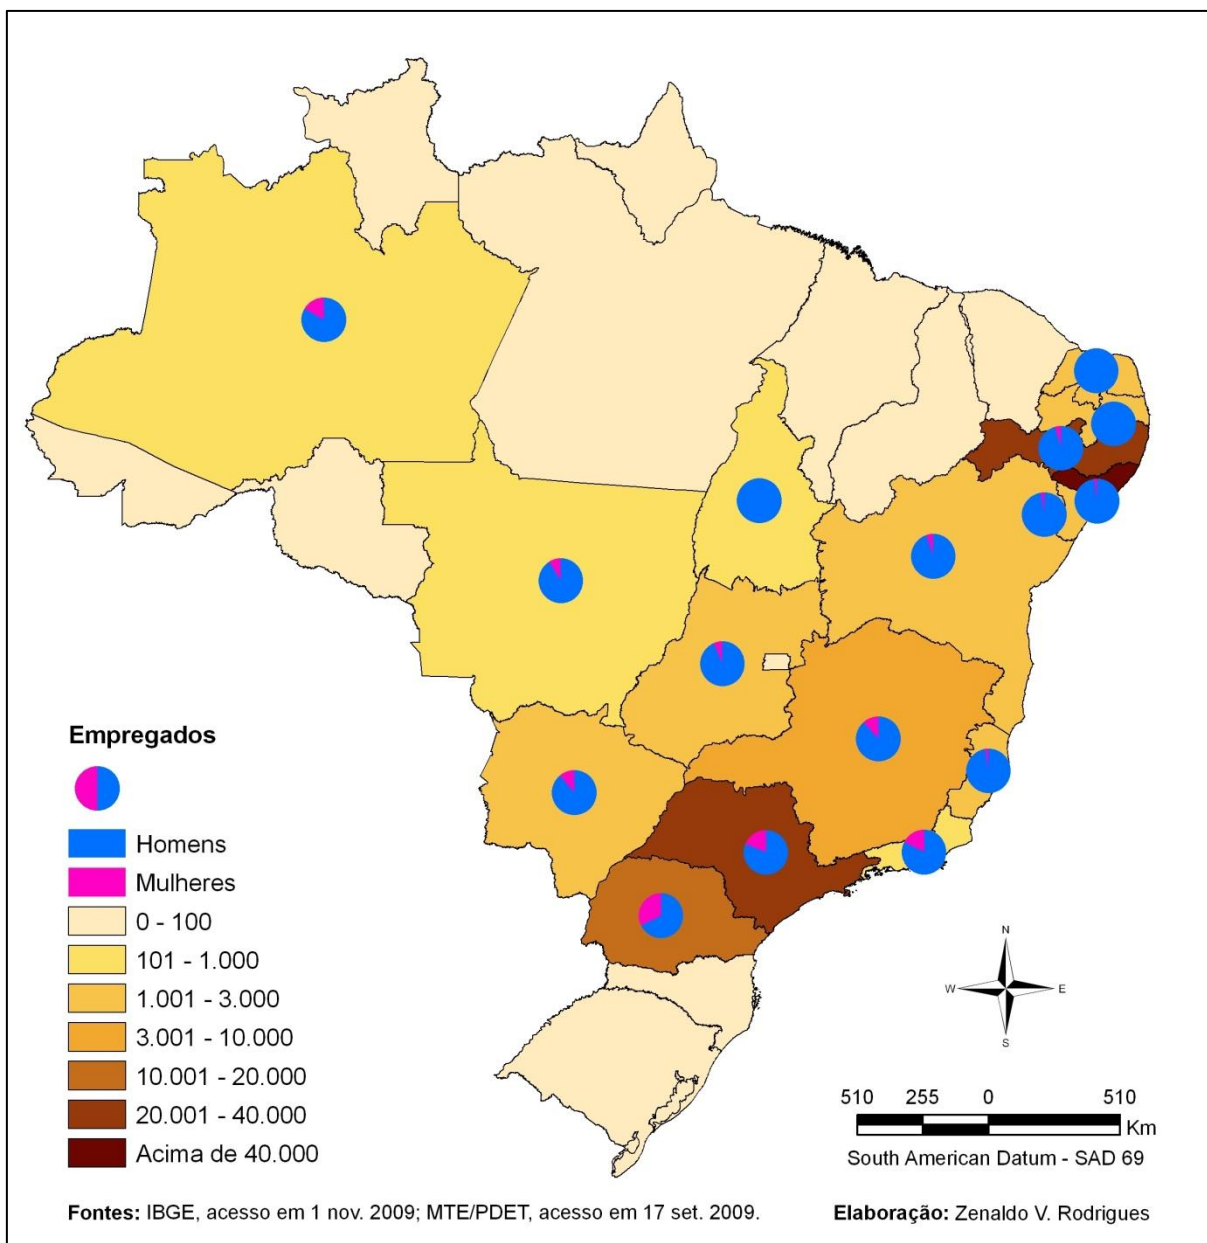 Empregados
Homens
Mulheres
0 - 100
101 - 1.000
1.001 - 3.000
3.001 - 10.000
10.001 - 20.000
20.001 - 40.000
Acima de 40.000
N
W E
S
510 255 0 510
Km
South American Datum - SAD 69
Fontes: IBGE, acesso em 1 nov. 2009; MTE/PDET, acesso em 17 set. 2009.
Elaboração: Zenaldo V. Rodrigues